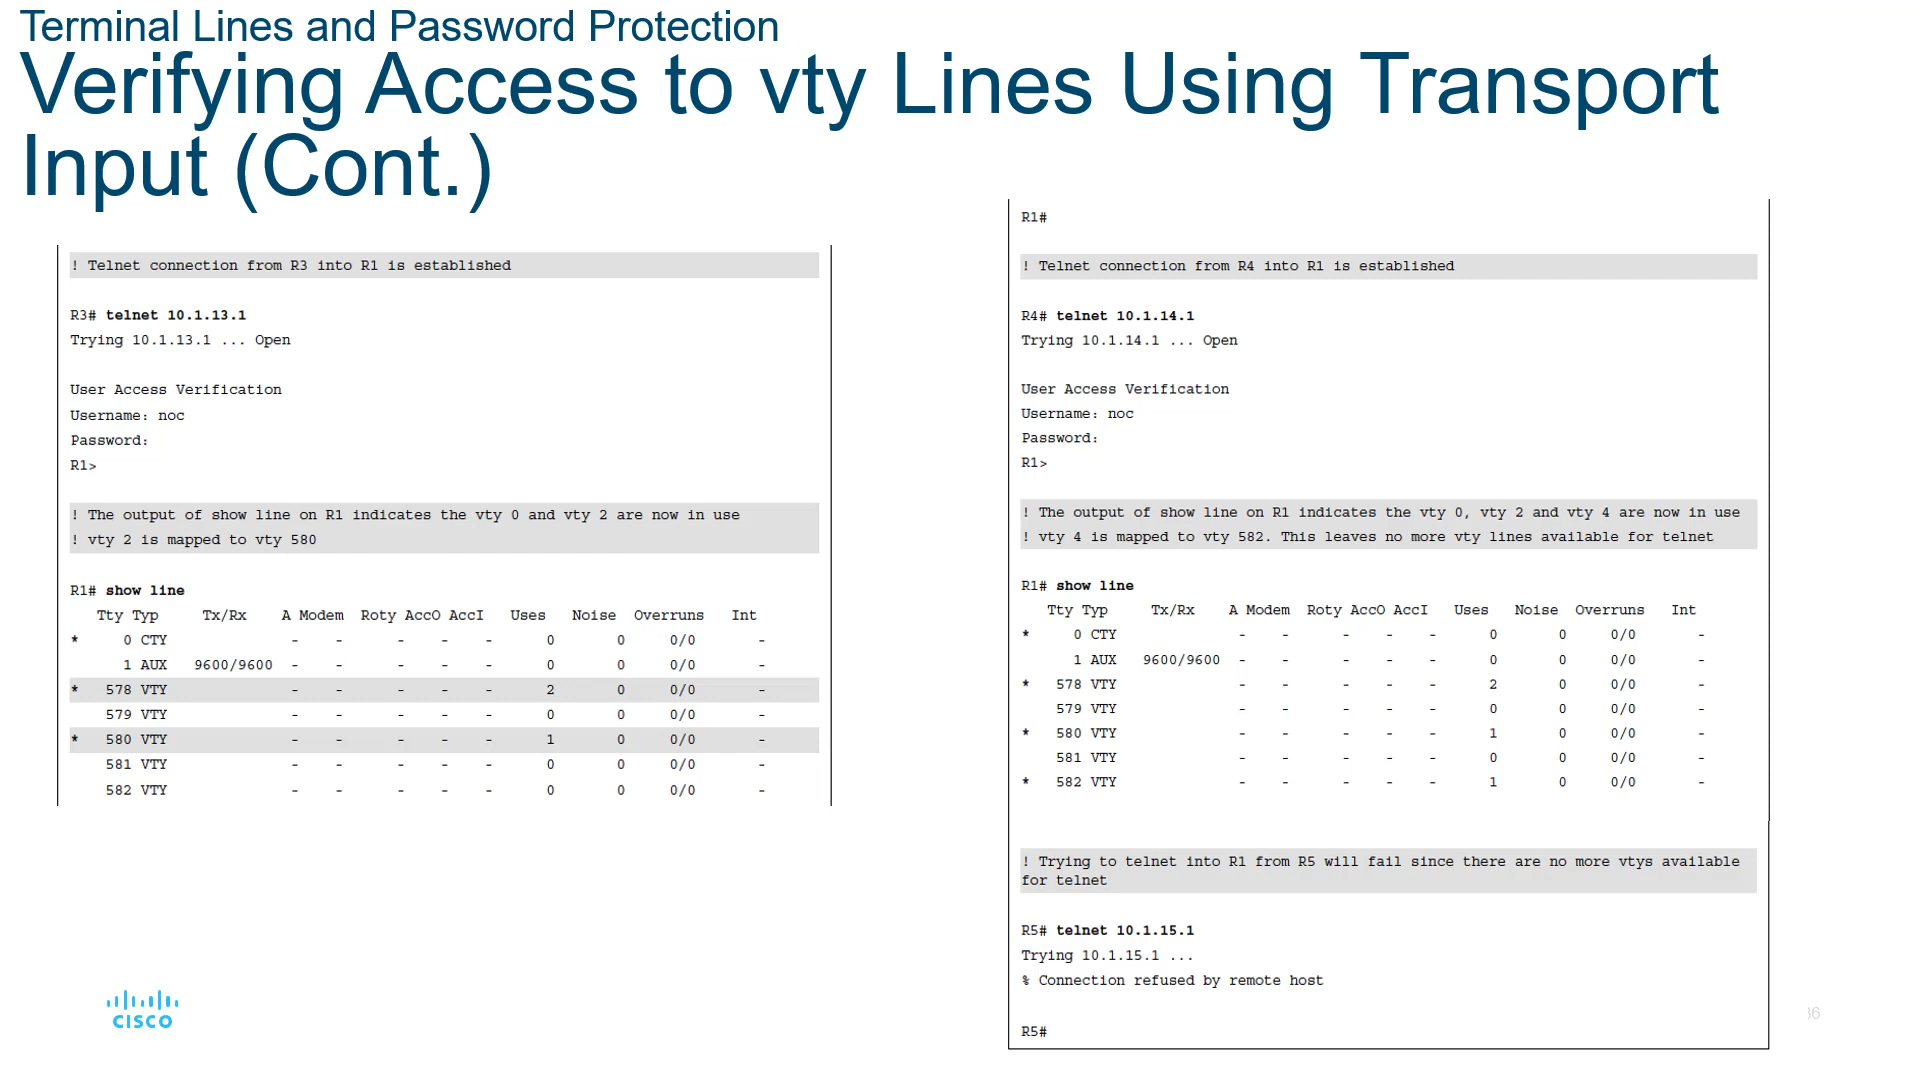 Terminal Lines and Password Protection
Verifying Access to vty Lines Using Transport
Input (Cont.)
! Telnet connection from R3 into R1 is established
R3# telnet 10.1.13.1
Trying 10.1.13.1 ... Open
User Access Verification
Username: noc
Password:
R1>
! The output of show line on R1 indicates the vty 0 and vty 2 are now in use
! vty 2 is mapped to vty 580
R1# show line
Tty Typ Tx/Rx A Modem Roty AccO AccI Uses Noise Overruns Int
* 0 CTY - - - - - 0 0 0/0 -
1 AUX 9600/9600 - - - - - 0 0 0/0 -
* 578 VTY - - - - - 2 0 0/0 -
579 VTY - - - - - 0 0 0/0 -
* 580 VTY - - - - - 1 0 0/0 -
581 VTY - - - - - 0 0 0/0 -
582 VTY - - - - - 0 0 0/0 -
R1#
! Telnet connection from R4 into R1 is established
R4# telnet 10.1.14.1
Trying 10.1.14.1 ... Open
User Access Verification
Username: noc
Password:
R1>
! The output of show line on R1 indicates the vty 0, vty 2 and vty 4 are now in use
! vty 4 is mapped to vty 582. This leaves no more vty lines available for telnet
R1# show line
Tty Typ Tx/Rx A Modem Roty AccO AccI Uses Noise Overruns Int
* 0 CTY - - - - - 0 0 0/0 -
1 AUX 9600/9600 - - - - - 0 0 0/0 -
* 578 VTY - - - - - 2 0 0/0 -
579 VTY - - - - - 0 0 0/0 -
* 580 VTY - - - - - 1 0 0/0 -
581 VTY - - - - - 0 0 0/0 -
* 582 VTY - - - - - 1 0 0/0 -
! Trying to telnet into R1 from R5 will fail since there are no more vtys available
for telnet
R5# telnet 10.1.15.1
Trying 10.1.15.1 ...
% Connection refused by remote host
R5#
CISCO